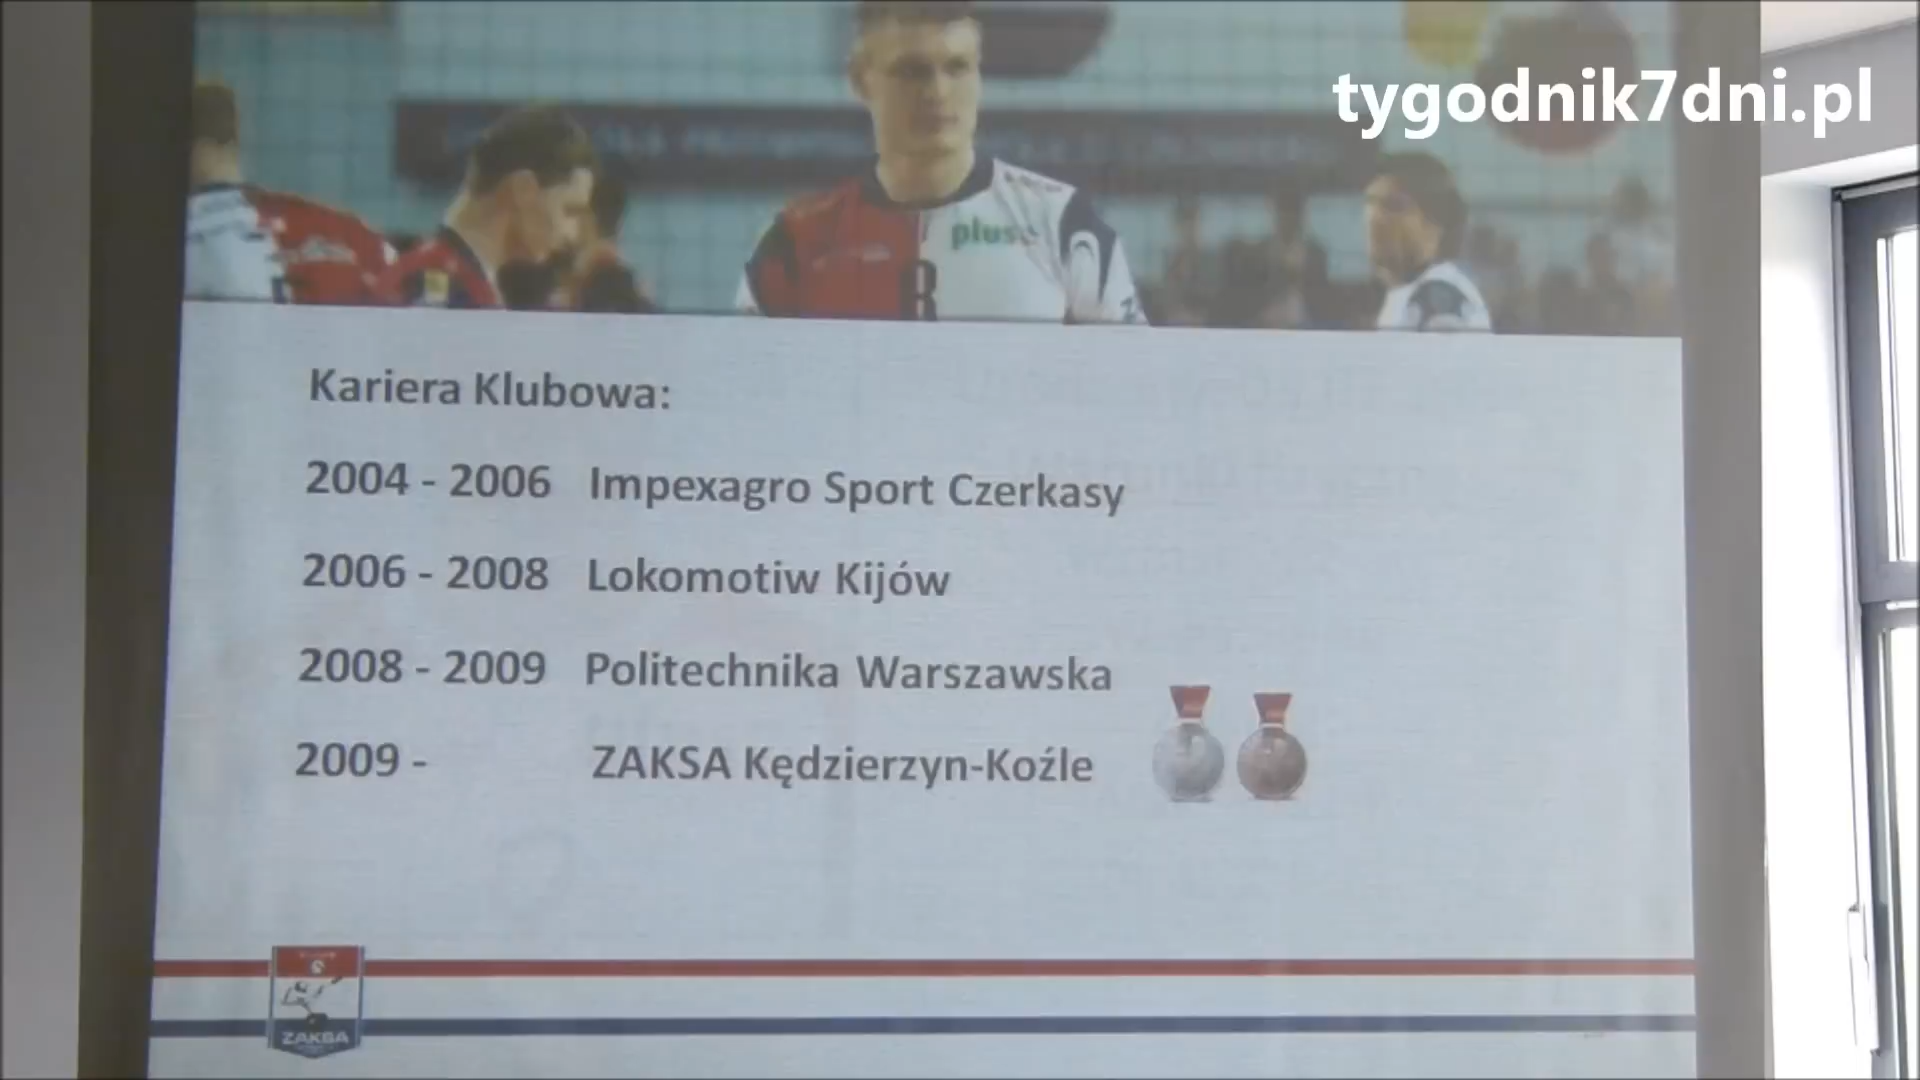 tygodnik7dni.pl
plus
8
Kariera Klubowa:
2004 - 2006 Impexagro Sport Czerkasy
2006 - 2008 Lokomotiw Kijów
2008 - 2009 Politechnika Warszawska
2009 - ZAKSA Kędzierzyn-Koźle
ZAKSA